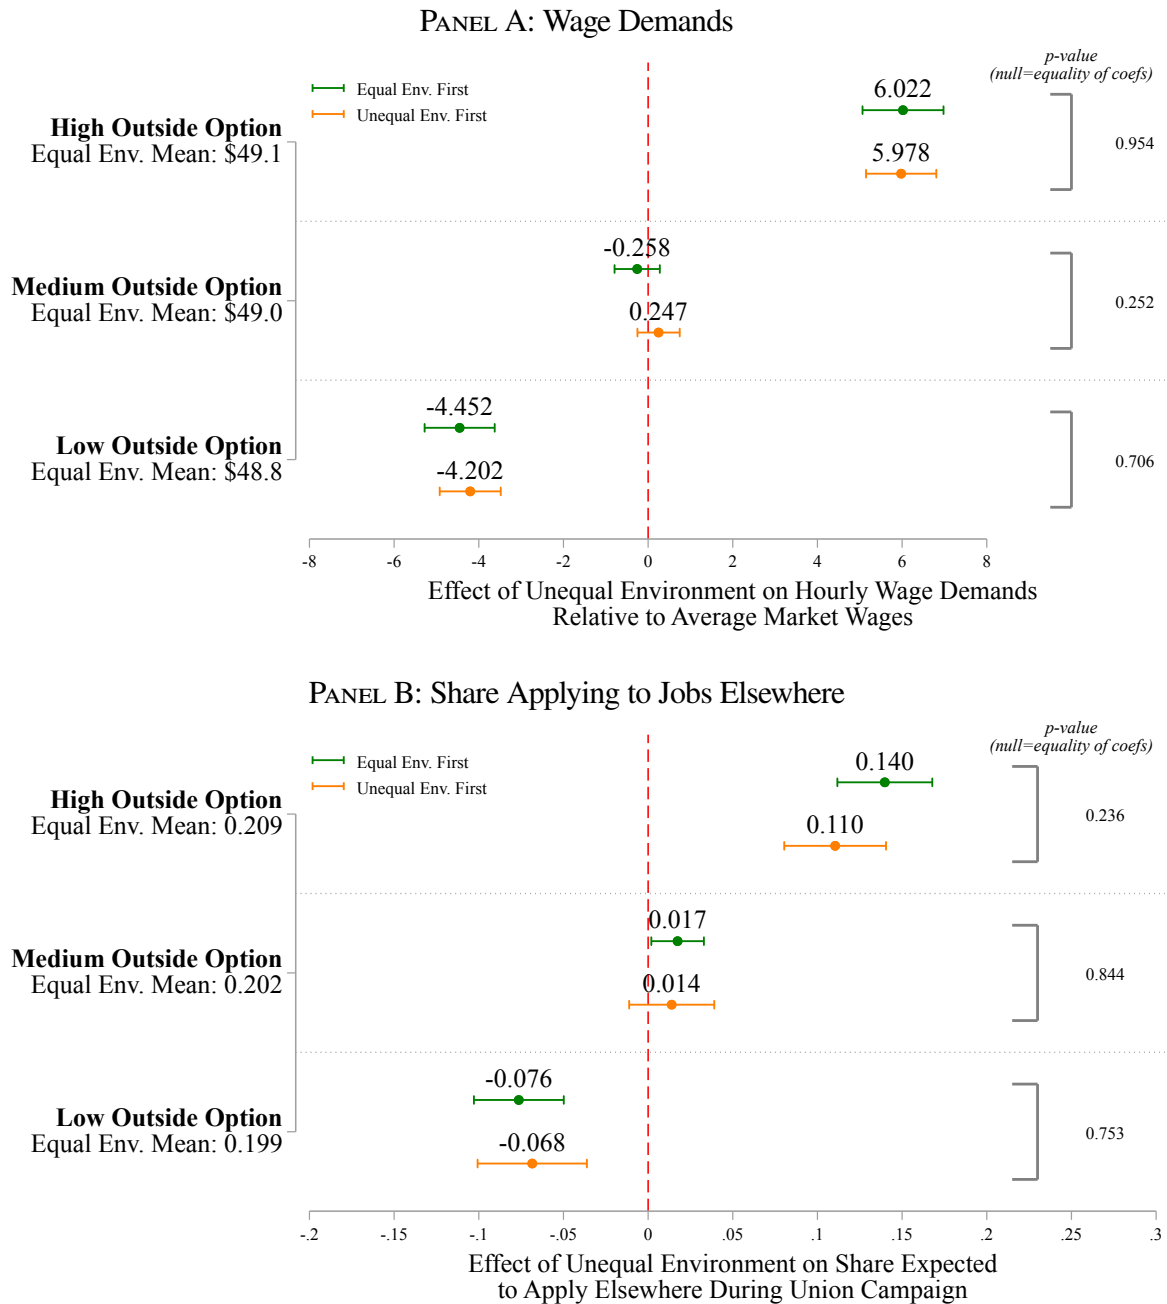 PANEL A: Wage Demands
p-value
(null=equality of coefs)
Equal Env. First
Unequal Env. First
High Outside Option
Equal Env. Mean: $49.1
6.022
5.978
0.954
Medium Outside Option
Equal Env. Mean: $49.0
-0.258
0.247
0.252
Low Outside Option
Equal Env. Mean: $48.8
-4.452
-4.202
0.706
-8 -6 -4 -2 0 2 4 6 8
Effect of Unequal Environment on Hourly Wage Demands
Relative to Average Market Wages
PANEL B: Share Applying to Jobs Elsewhere
p-value
(null=equality of coefs)
Equal Env. First
Unequal Env. First
High Outside Option
Equal Env. Mean: 0.209
0.140
0.110
0.236
Medium Outside Option
Equal Env. Mean: 0.202
0.017
0.014
0.844
Low Outside Option
Equal Env. Mean: 0.199
-0.076
-0.068
0.753
-.2 -.15 -.1 -.05 0 .05 .1 .15 .2 .25 .3
Effect of Unequal Environment on Share Expected
to Apply Elsewhere During Union Campaign